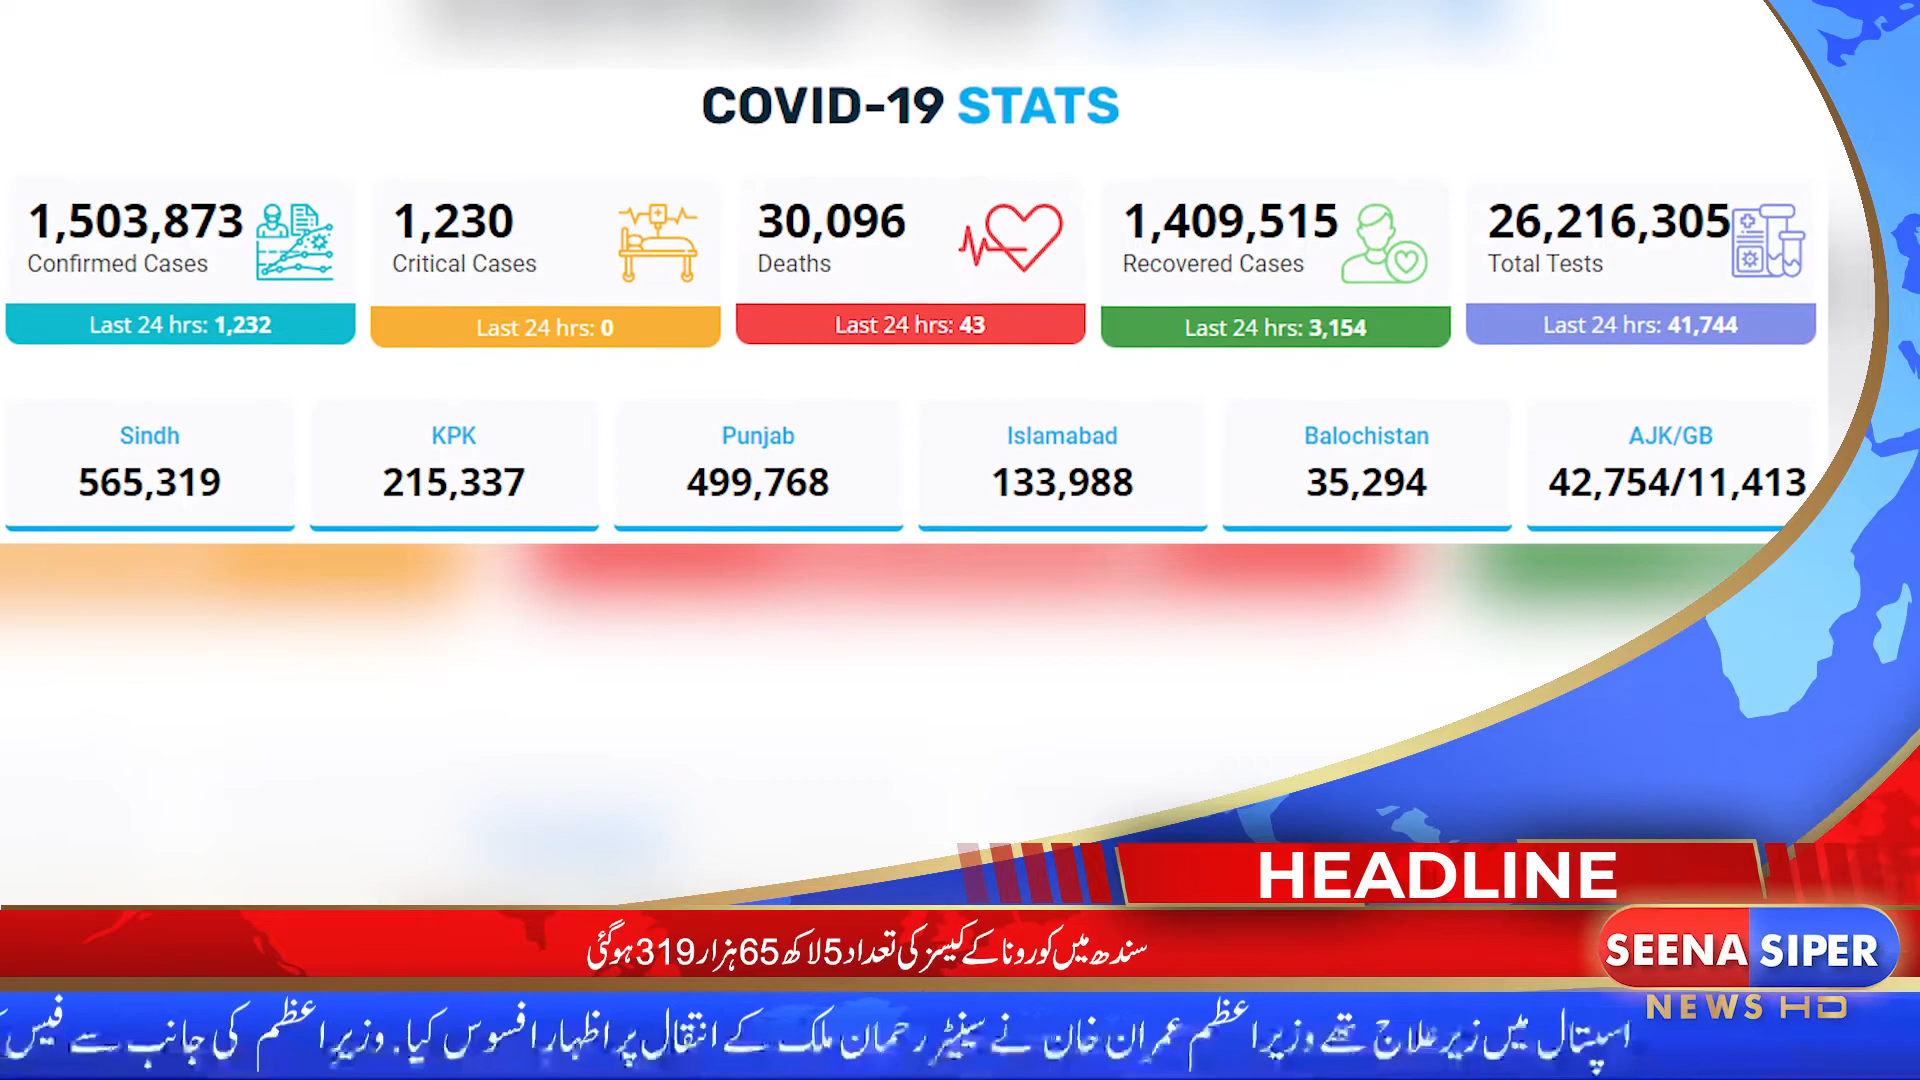 COVID-19 STATS
1,503,873
Confirmed Cases
Last 24 hrs: 1,232
1,230
Critical Cases
Last 24 hrs: 0
30,096
Deaths
Last 24 hrs: 43
1,409,515
Recovered Cases
Last 24 hrs: 3,154
26,216,305
Total Tests
Last 24 hrs: 41,744
Sindh
565,319
KPK
215,337
Punjab
499,768
Islamabad
133,988
Balochistan
35,294
AJK/GB
42,754/11,413
HEADLINE
سندھ میں کورونا کے کیسز کی تعداد 5 لاکھ 65 ہزار 319 ہوگئی
SEENA SIPER
NEWS HD
اسپتال میں زیر علاج تھے وزیراعظم عمران خان نے سینیٹر رحمان ملک کے انتقال پر اظہار افسوس کیا. وزیراعظم کی جانب سے فیس